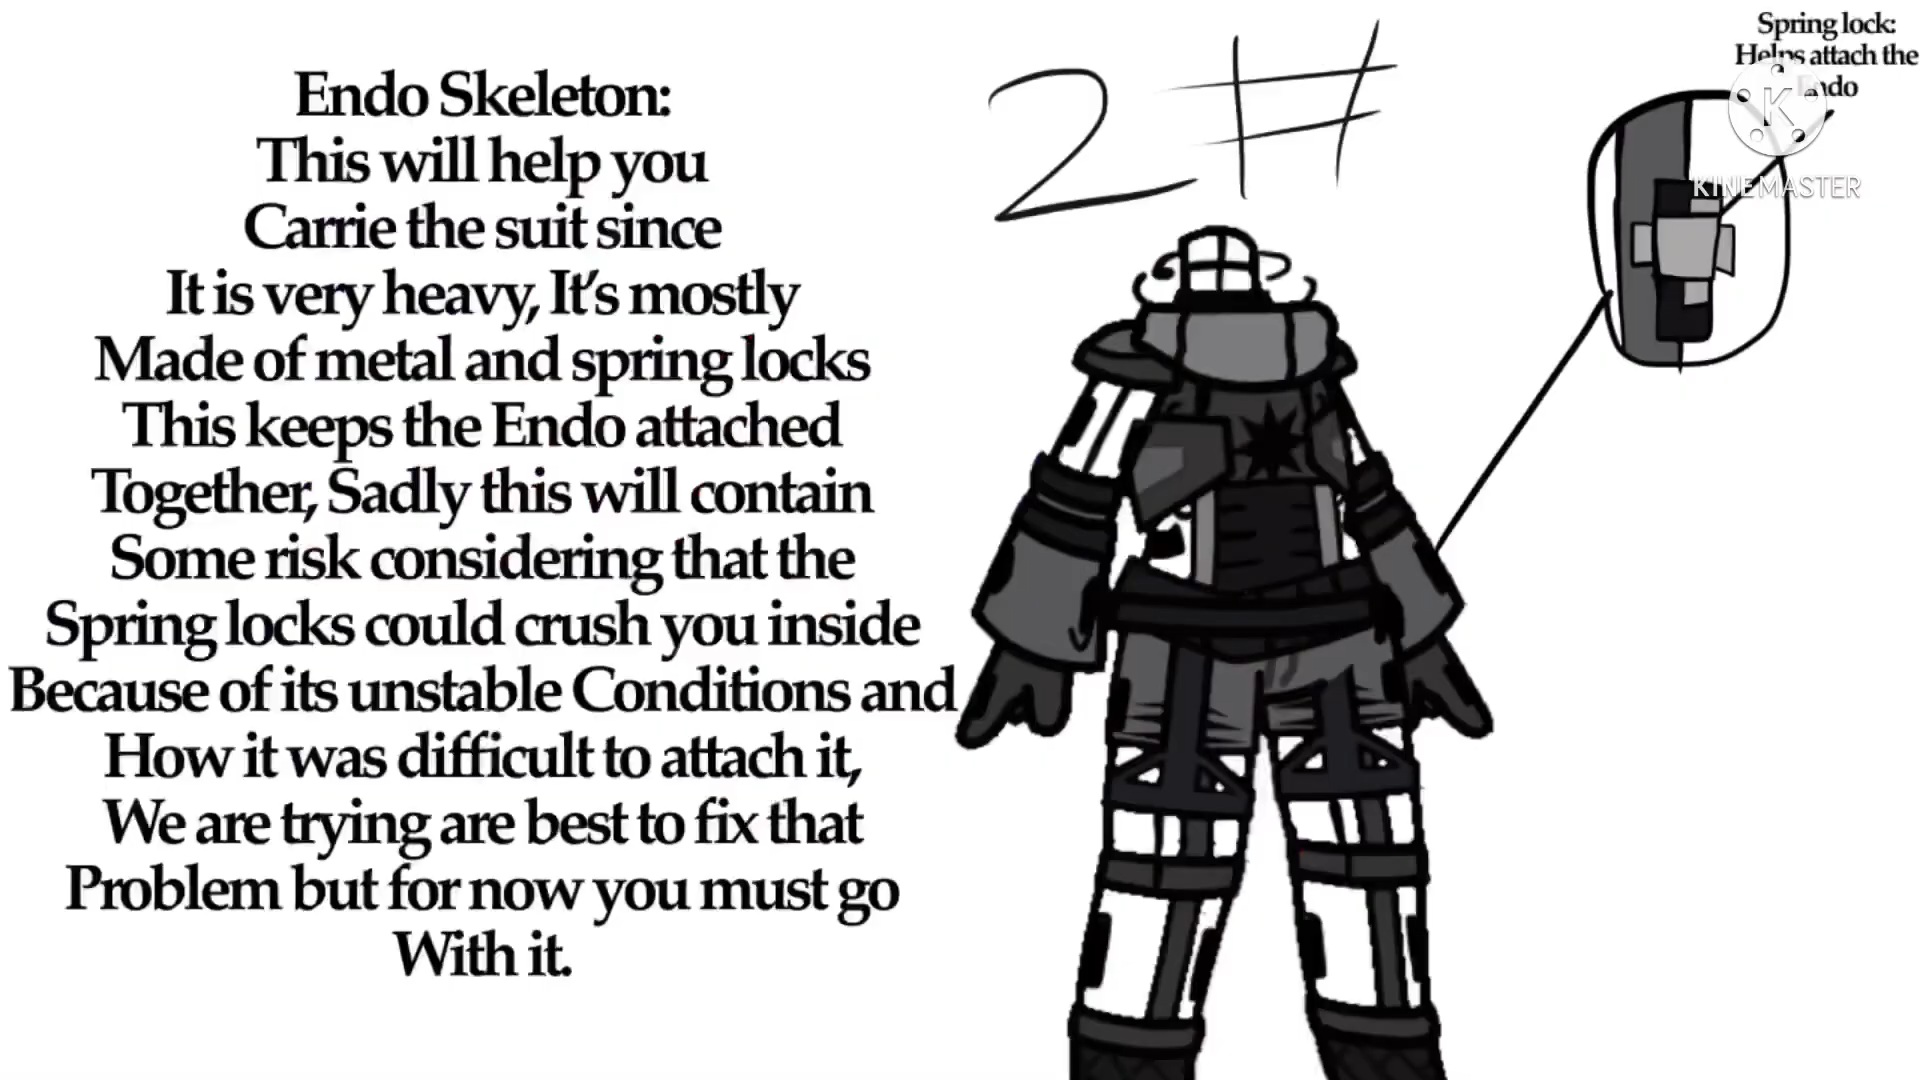 Endo Skeleton:
This will help you
Carrie the suit since
It is very heavy, It's mostly
Made of metal and spring locks
This keeps the Endo attached
Together, Sadly this will contain
Some risk considering that the
Spring locks could crush you inside
Because of its unstable Conditions and
How it was difficult to attach it,
We are trying are best to fix that
Problem but for now you must go
With it.
2#
Spring lock:
Helps attach the
Endo
K
KINEMASTER